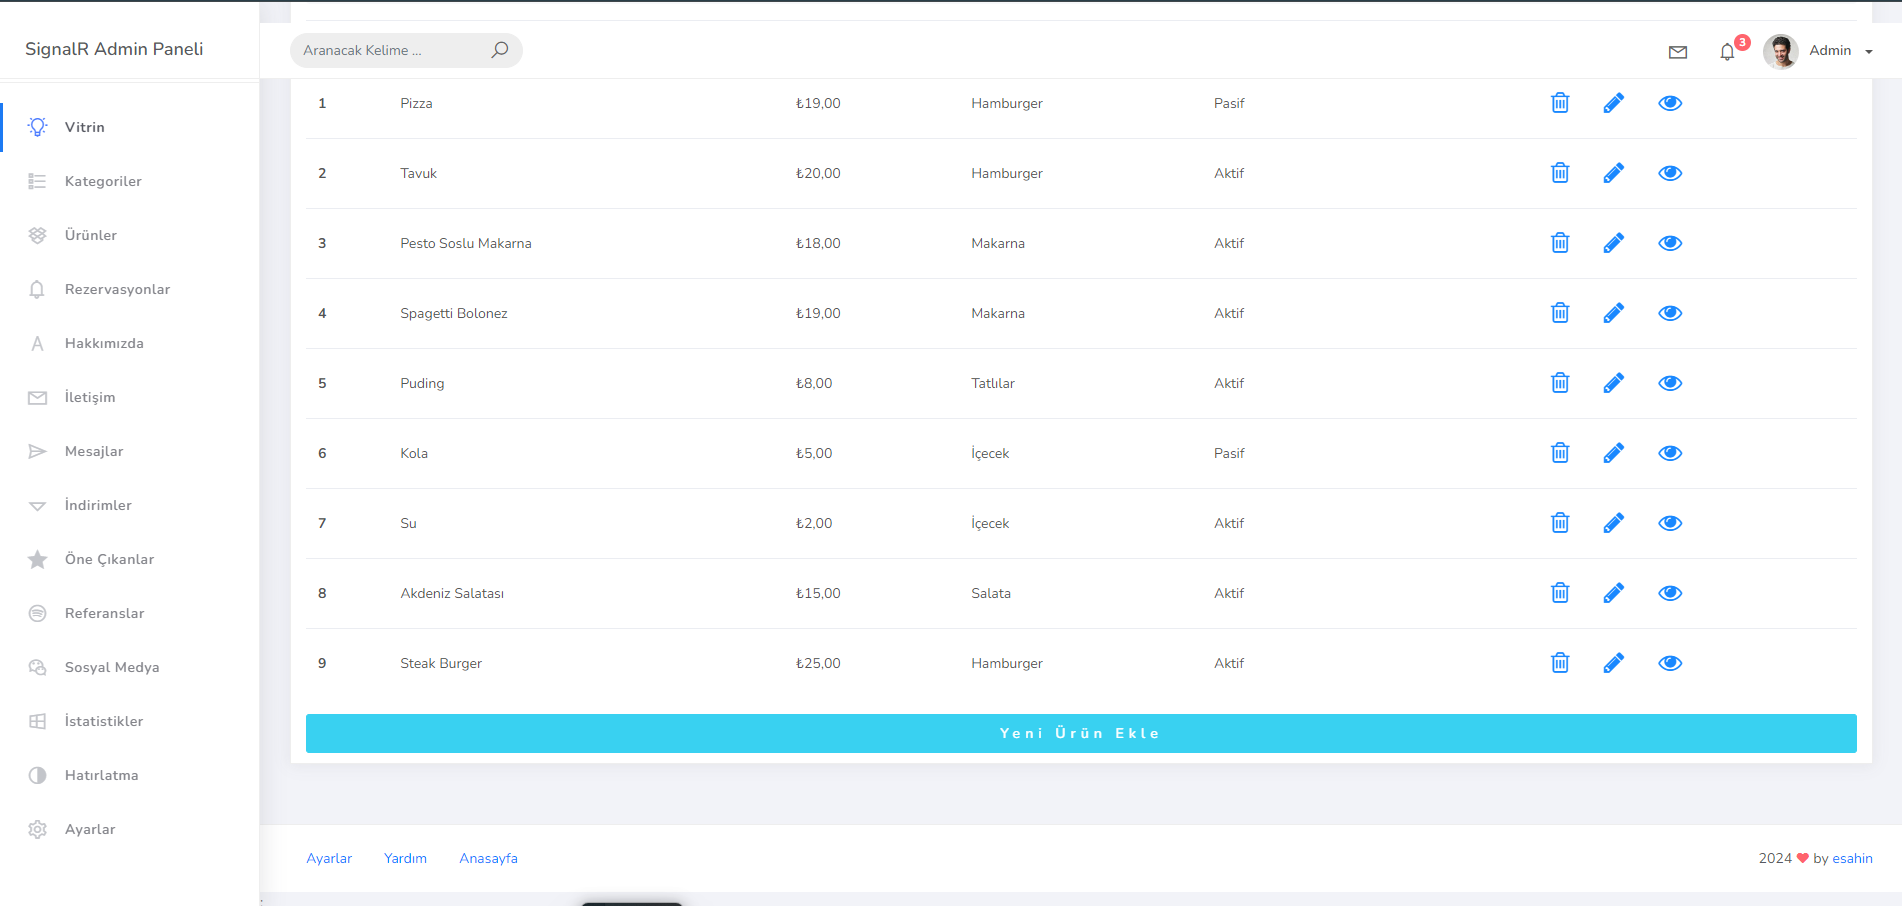 SignalR Admin Paneli
Aranacak Kelime ...
3
Admin
Vitrin
Kategoriler
Ürünler
Rezervasyonlar
Hakkımızda
İletişim
Mesajlar
İndirimler
Öne Çıkanlar
Referanslar
Sosyal Medya
İstatistikler
Hatırlatma
Ayarlar
1 Pizza ₺19,00 Hamburger Pasif
2 Tavuk ₺20,00 Hamburger Aktif
3 Pesto Soslu Makarna ₺18,00 Makarna Aktif
4 Spagetti Bolonez ₺19,00 Makarna Aktif
5 Puding ₺8,00 Tatlılar Aktif
6 Kola ₺5,00 İçecek Pasif
7 Su ₺2,00 İçecek Aktif
8 Akdeniz Salatası ₺15,00 Salata Aktif
9 Steak Burger ₺25,00 Hamburger Aktif
Yeni Ürün Ekle
Ayarlar Yardım Anasayfa
2024 ❤ by esahin